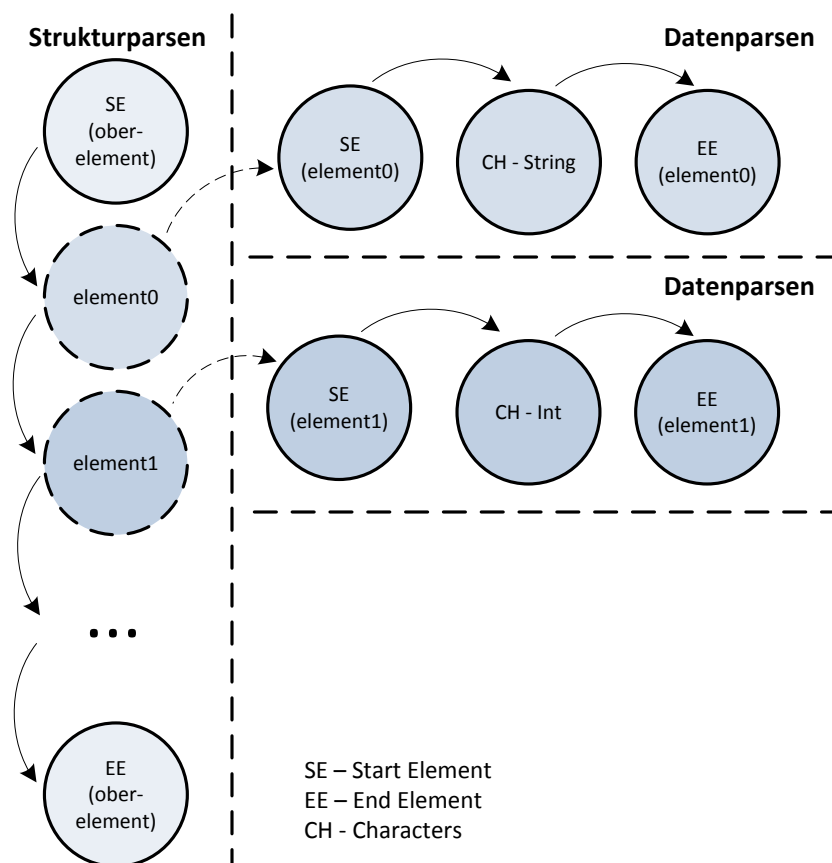 Strukturparsen
SE
(ober-
element)
element0
element1
...
EE
(ober-
element)
Datenparsen
SE
(element0)
CH - String
EE
(element0)
Datenparsen
SE
(element1)
CH - Int
EE
(element1)
SE – Start Element
EE – End Element
CH - Characters